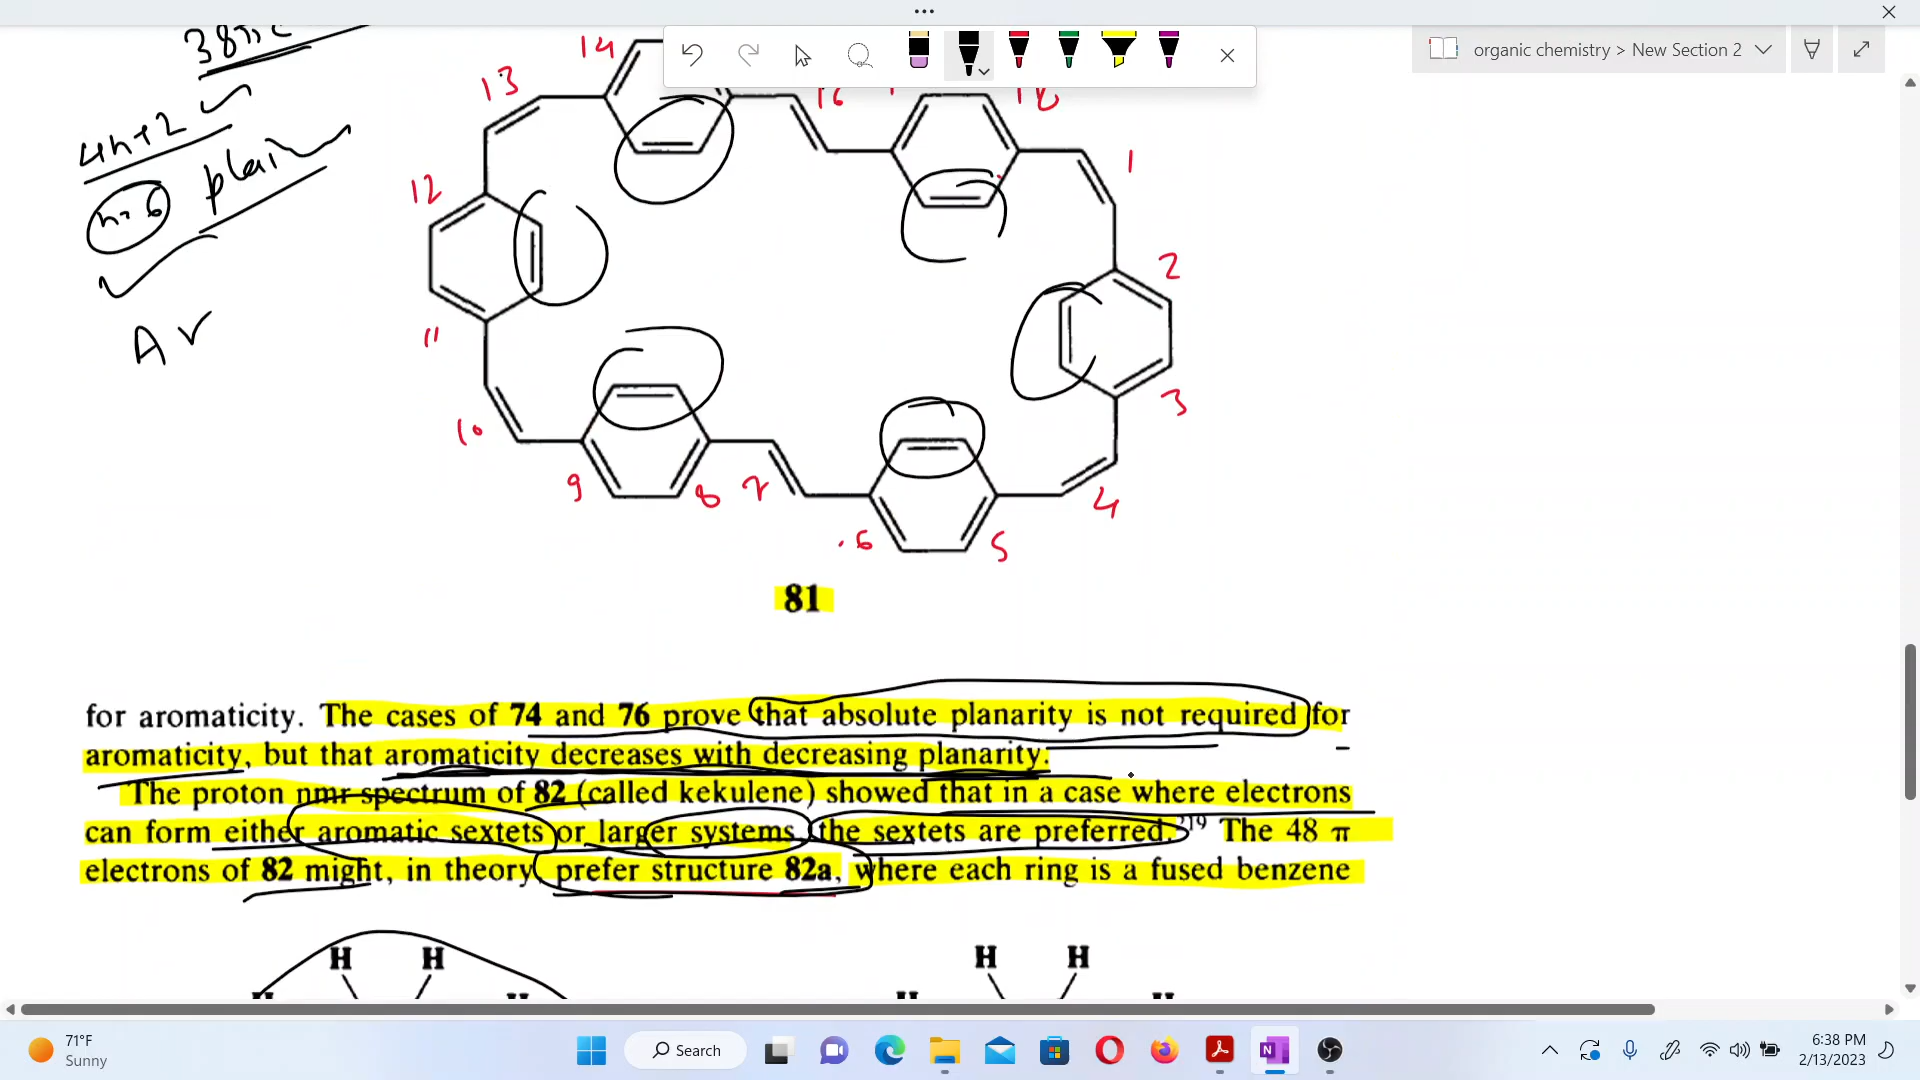 organic chemistry > New Section 2
14
13
16
18
4n+2
plain
n=6
12
1
2
11
3
10
9
8
7
4
6
5
81
for aromaticity. The cases of 74 and 76 prove that absolute planarity is not required for
aromaticity, but that aromaticity decreases with decreasing planarity.
The proton nmr spectrum of 82 (called kekulene) showed that in a case where electrons
can form either aromatic sextets or larger systems, the sextets are preferred. The 48 π
electrons of 82 might, in theory, prefer structure 82a, where each ring is a fused benzene
H H H H
71°F
Sunny
Search
6:38 PM
2/13/2023